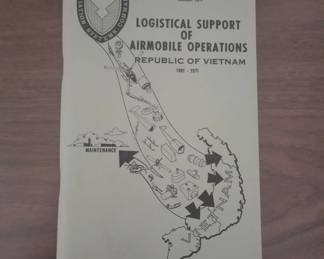 LOGISTICAL SUPPORT
OF
AIRMOBILE OPERATIONS
REPUBLIC OF VIETNAM
1961 - 1971
MAINTENANCE
VIETNAM